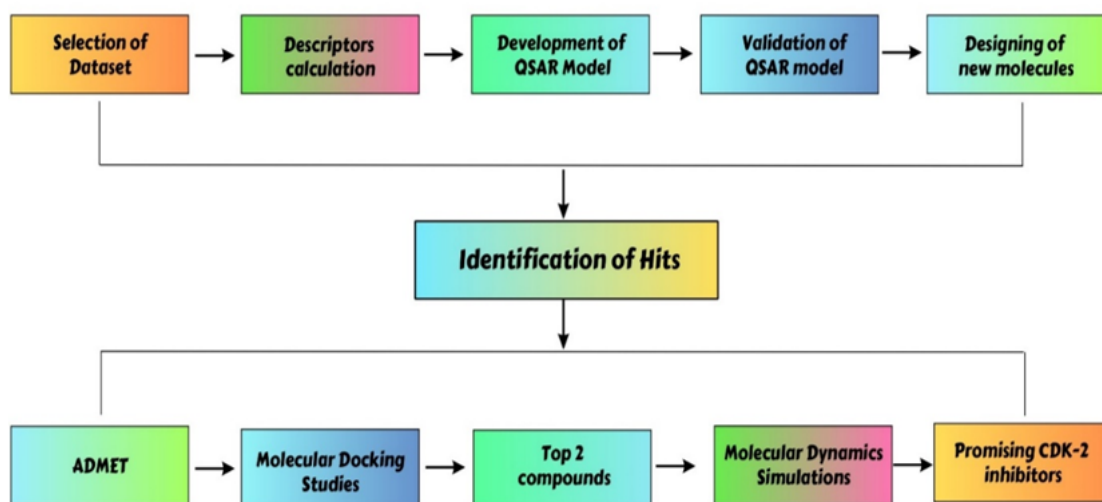 Selection of
Dataset
Descriptors
calculation
Development of
QSAR Model
Validation of
QSAR model
Designing of
new molecules
Identification of Hits
ADMET
Molecular Docking
Studies
Top 2
compounds
Molecular Dynamics
Simulations
Promising CDK-2
inhibitors